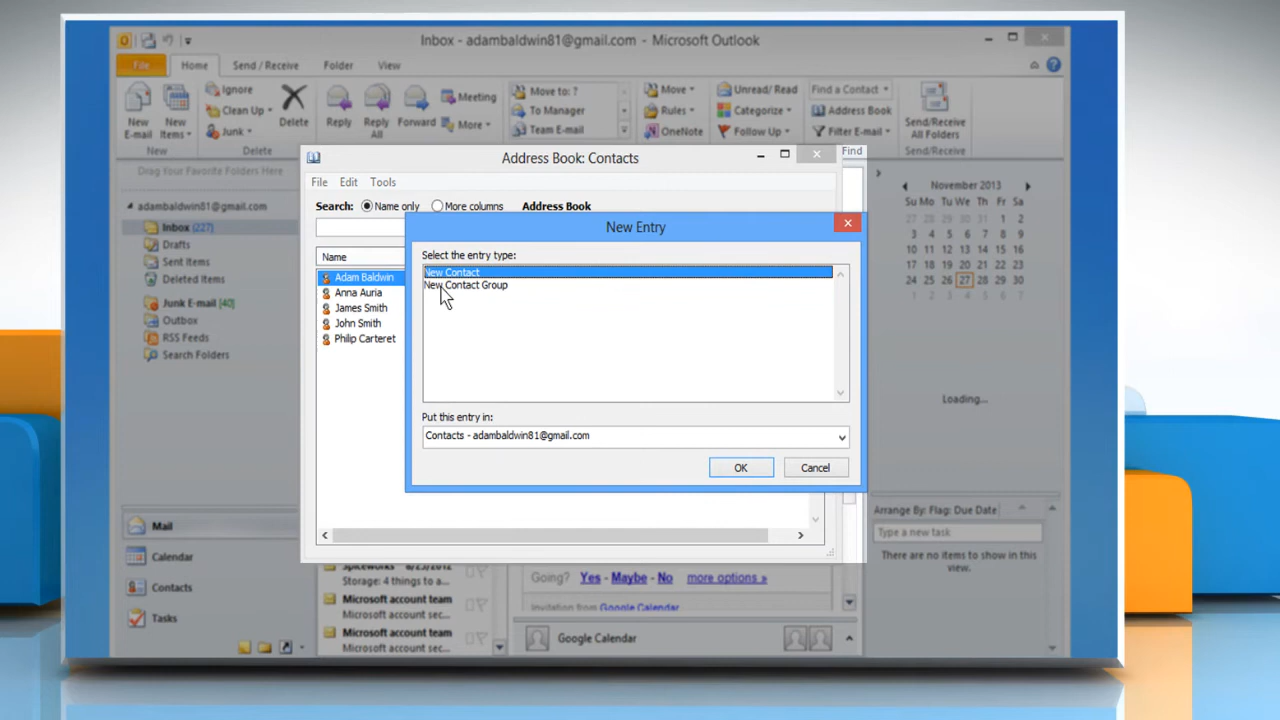 Inbox - adambaldwin81@gmail.com - Microsoft Outlook
File Home Send / Receive Folder View
New E-mail
New Items
Ignore
Clean Up
Junk
Delete
Reply
Reply All
Forward
Meeting
More
Move to: ?
To Manager
Team E-mail
Move
Rules
OneNote
Unread/ Read
Categorize
Follow Up
Find a Contact
Address Book
Filter E-mail
Send/Receive All Folders
New
Delete
Find
Send/Receive
Drag Your Favorite Folders Here
adambaldwin81@gmail.com
Inbox (227)
Drafts
Sent Items
Deleted Items
Junk E-mail [40]
Outbox
RSS Feeds
Search Folders
Mail
Calendar
Contacts
Tasks
Address Book: Contacts
File Edit Tools
Search: Name only More columns Address Book
Name
Adam Baldwin
Anna Auria
James Smith
John Smith
Philip Carteret
New Entry
Select the entry type:
New Contact
New Contact Group
Put this entry in:
Contacts - adambaldwin81@gmail.com
OK Cancel
Spiceworks 8/25/2012
Storage: 4 things to a...
Microsoft account team
Microsoft account sec...
Microsoft account team
Microsoft account sec...
Going? Yes - Maybe - No more options »
Invitation from Google Calendar
Google Calendar
November 2013
Su Mo Tu We Th Fr Sa
27 28 29 30 31 1 2
3 4 5 6 7 8 9
10 11 12 13 14 15 16
17 18 19 20 21 22 23
24 25 26 27 28 29 30
1 2 3 4 5 6 7
Loading...
Arrange By: Flag: Due Date
Type a new task
There are no items to show in this
view.